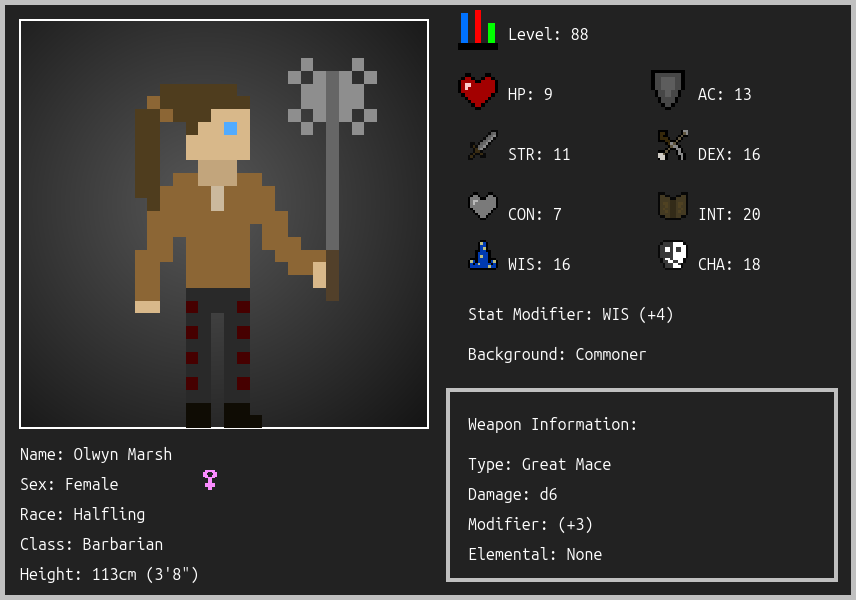 Level: 88
HP: 9
AC: 13
STR: 11
DEX: 16
CON: 7
INT: 20
WIS: 16
CHA: 18
Stat Modifier: WIS (+4)
Background: Commoner
Weapon Information:
Type: Great Mace
Damage: d6
Modifier: (+3)
Elemental: None
Name: Olwyn Marsh
Sex: Female
Race: Halfling
Class: Barbarian
Height: 113cm (3'8")